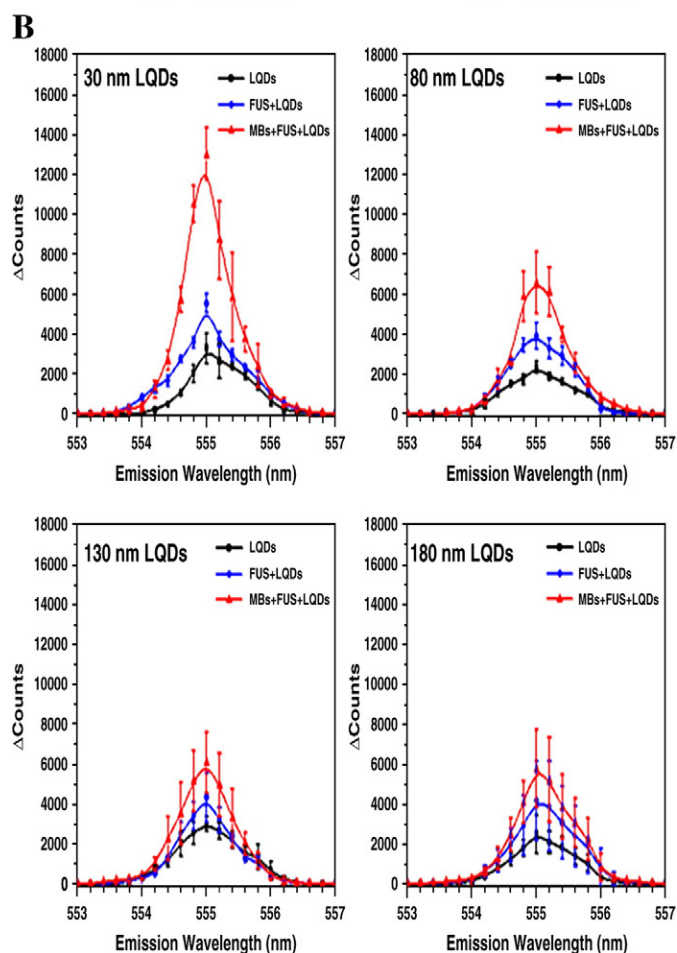 B
30 nm LQDs
LQDs
FUS+LQDs
MBs+FUS+LQDs
18000
16000
14000
12000
10000
8000
6000
4000
2000
0
ΔCounts
553 554 555 556 557
Emission Wavelength (nm)
80 nm LQDs
LQDs
FUS+LQDs
MBs+FUS+LQDs
18000
16000
14000
12000
10000
8000
6000
4000
2000
0
ΔCounts
553 554 555 556 557
Emission Wavelength (nm)
130 nm LQDs
LQDs
FUS+LQDs
MBs+FUS+LQDs
18000
16000
14000
12000
10000
8000
6000
4000
2000
0
ΔCounts
553 554 555 556 557
Emission Wavelength (nm)
180 nm LQDs
LQDs
FUS+LQDs
MBs+FUS+LQDs
18000
16000
14000
12000
10000
8000
6000
4000
2000
0
ΔCounts
553 554 555 556 557
Emission Wavelength (nm)